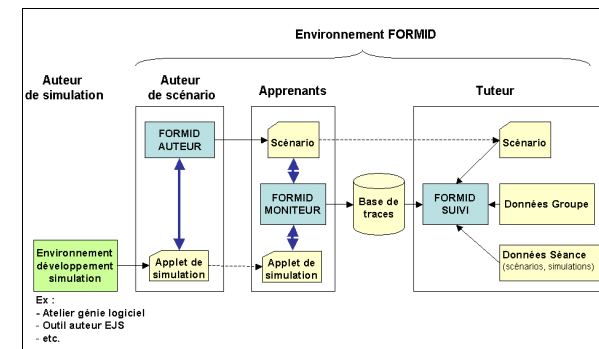 Environnement FORMID
Auteur
de simulation
Auteur
de scénario
Apprenants
Tuteur
FORMID
AUTEUR
Scénario
Scénario
FORMID
MONITEUR
Base de
traces
FORMID
SUIVI
Données Groupe
Environnement
développement
simulation
Applet de
simulation
Applet de
simulation
Données Séance
(scénarios, simulations)
Ex :
- Atelier génie logiciel
- Outil auteur EJS
- etc.